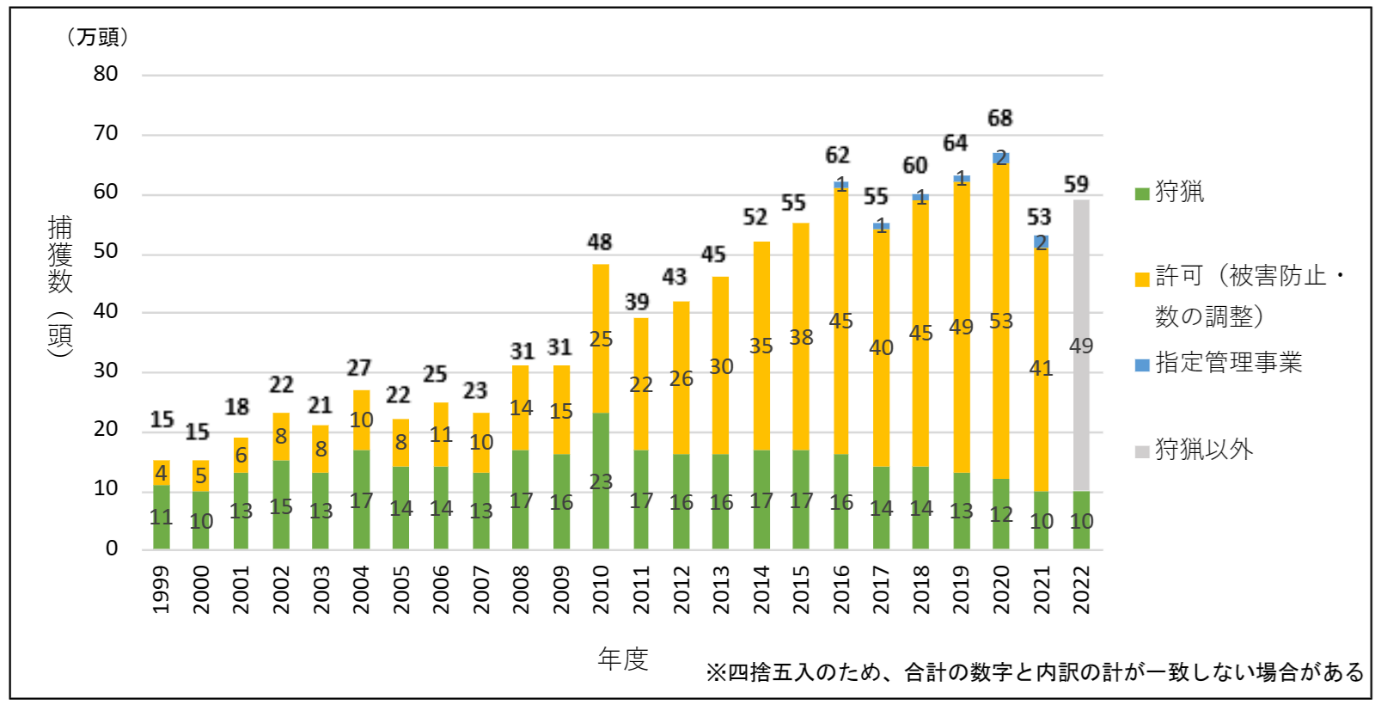 （万頭）
80
70
60
50
40
30
20
10
0
捕獲数（頭）
15 15 18 22 21 27 22 25 23 31 31 48 39 43 45 52 55 62 55 60 64 68 53 59
1 1 1 1 2 2
4 5 6 8 8 10 8 11 10 14 15 25 22 26 30 35 38 45 40 45 49 53 41 49
11 10 13 15 13 17 14 14 13 17 16 23 17 16 16 17 17 16 14 14 13 12 10 10
1999 2000 2001 2002 2003 2004 2005 2006 2007 2008 2009 2010 2011 2012 2013 2014 2015 2016 2017 2018 2019 2020 2021 2022
年度
狩猟
許可（被害防止・
数の調整）
指定管理事業
狩猟以外
※四捨五入のため、合計の数字と内訳の計が一致しない場合がある